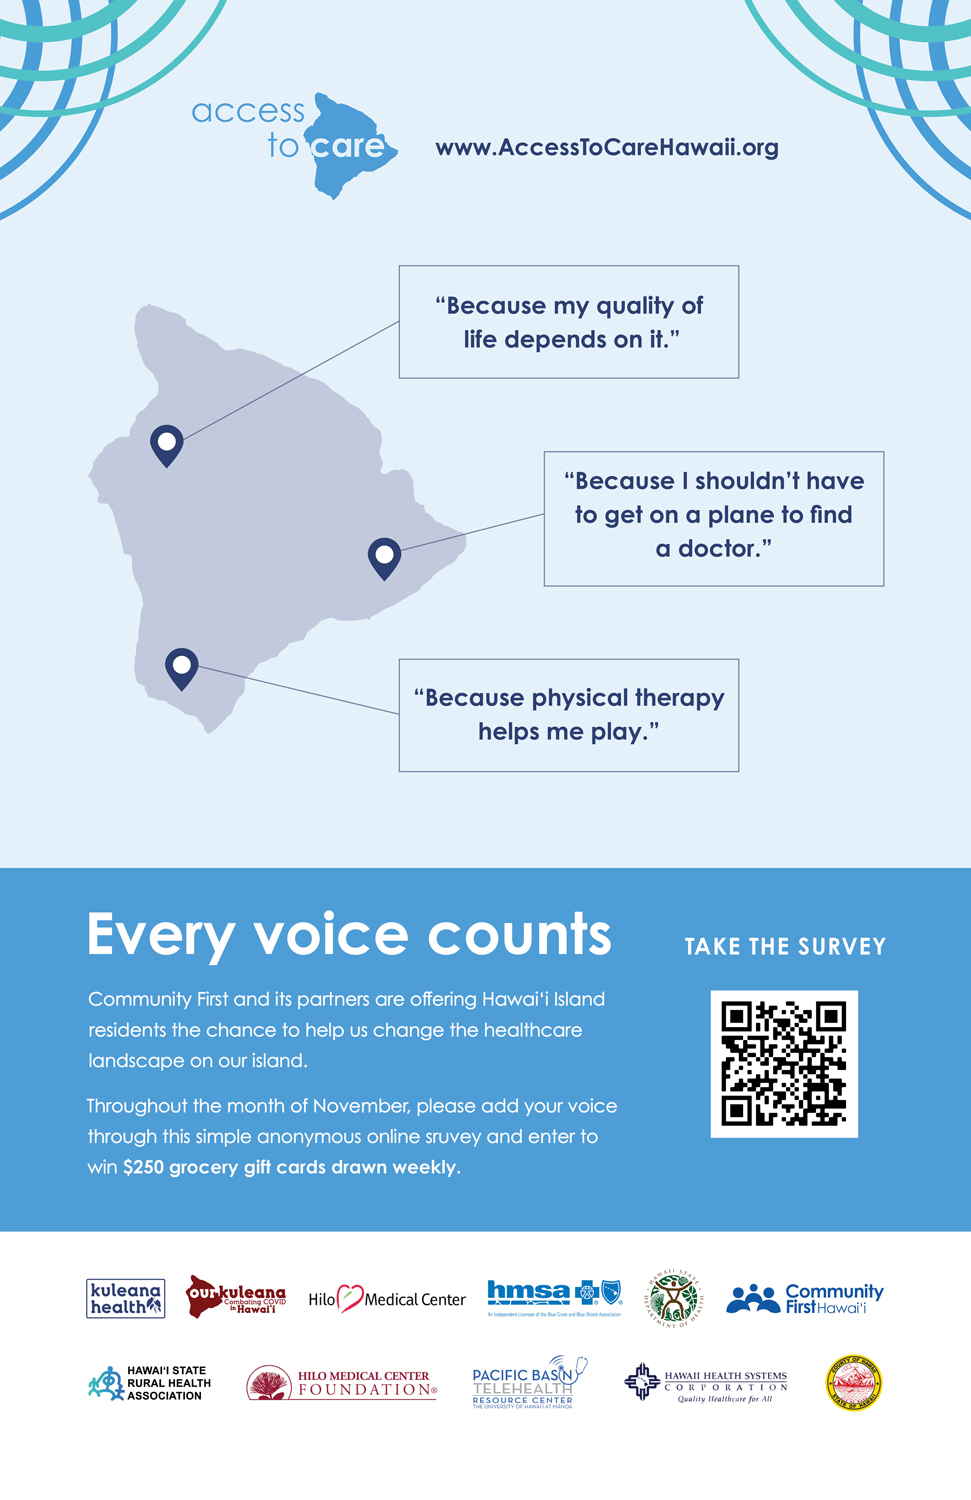 access
to care
www.AccessToCareHawaii.org
“Because my quality of
life depends on it.”
“Because I shouldn’t have
to get on a plane to find
a doctor.”
“Because physical therapy
helps me play.”
Every voice counts
TAKE THE SURVEY
Community First and its partners are offering Hawai‘i Island
residents the chance to help us change the healthcare
landscape on our island.
Throughout the month of November, please add your voice
through this simple anonymous online sruvey and enter to
win $250 grocery gift cards drawn weekly.
kuleana
health
our kuleana
Combating COVID
in Hawai‘i
Hilo Medical Center
hmsa
An Independent Licensee of the Blue Cross and Blue Shield Association
HAWAII STATE
DEPARTMENT OF HEALTH
Community
First Hawai‘i
HAWAI‘I STATE
RURAL HEALTH
ASSOCIATION
HILO MEDICAL CENTER
FOUNDATION®
PACIFIC BASIN
TELEHEALTH
RESOURCE CENTER
THE UNIVERSITY OF HAWAI‘I AT MĀNOA
HAWAII HEALTH SYSTEMS
CORPORATION
Quality Healthcare for All
COUNTY OF HAWAII
STATE OF HAWAII